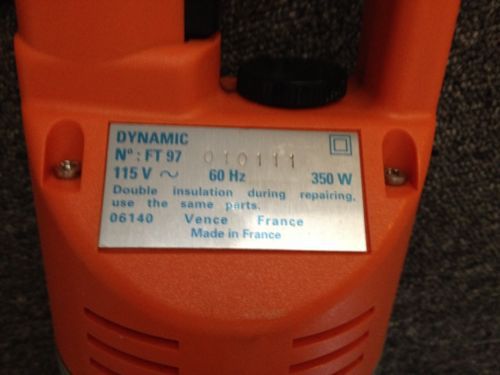 DYNAMIC
Nº : FT 97 010111
115 V ~ 60 Hz 350 W
Double insulation during repairing,
use the same parts.
06140 Vence France
Made in France